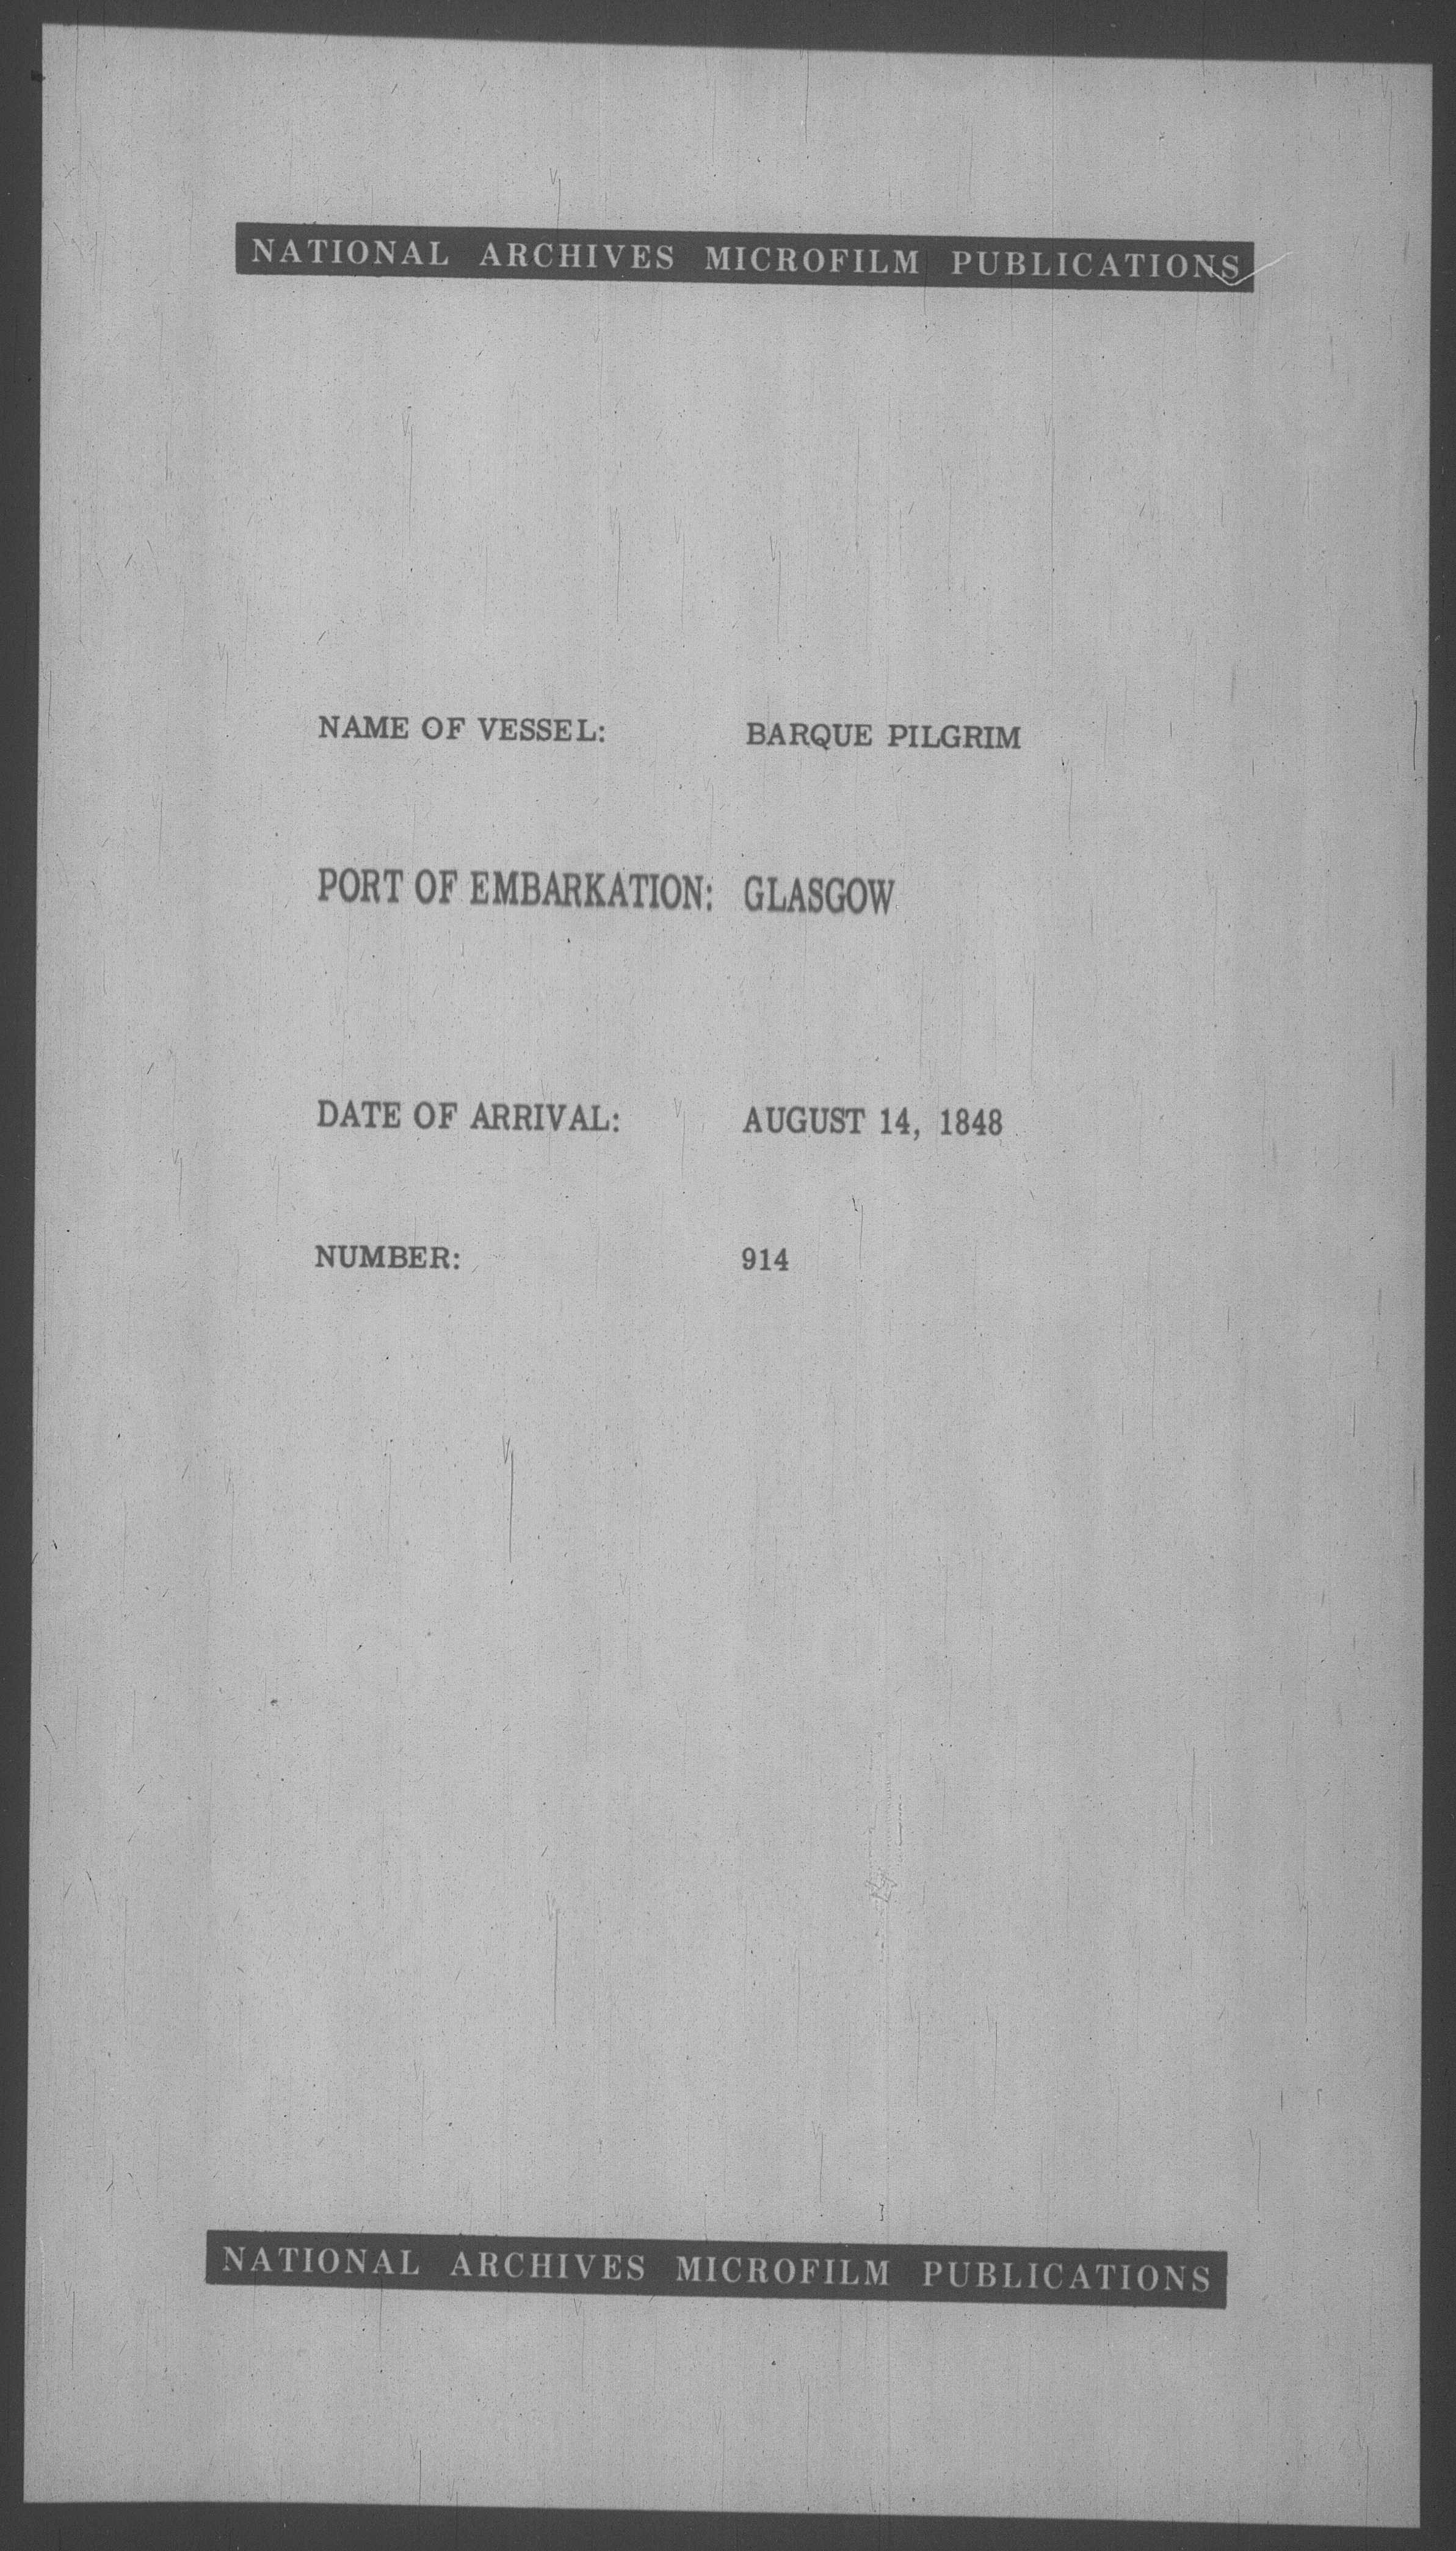 NATIONAL ARCHIVES MICROFILM PUBLICATIONS
NAME OF VESSEL: BARQUE PILGRIM
PORT OF EMBARKATION: GLASGOW
DATE OF ARRIVAL: AUGUST 14, 1848
NUMBER: 914
NATIONAL ARCHIVES MICROFILM PUBLICATIONS